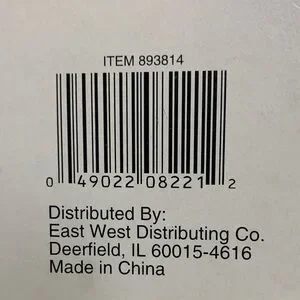 ITEM 893814
0 49022 08221 2
Distributed By:
East West Distributing Co.
Deerfield, IL 60015-4616
Made in China